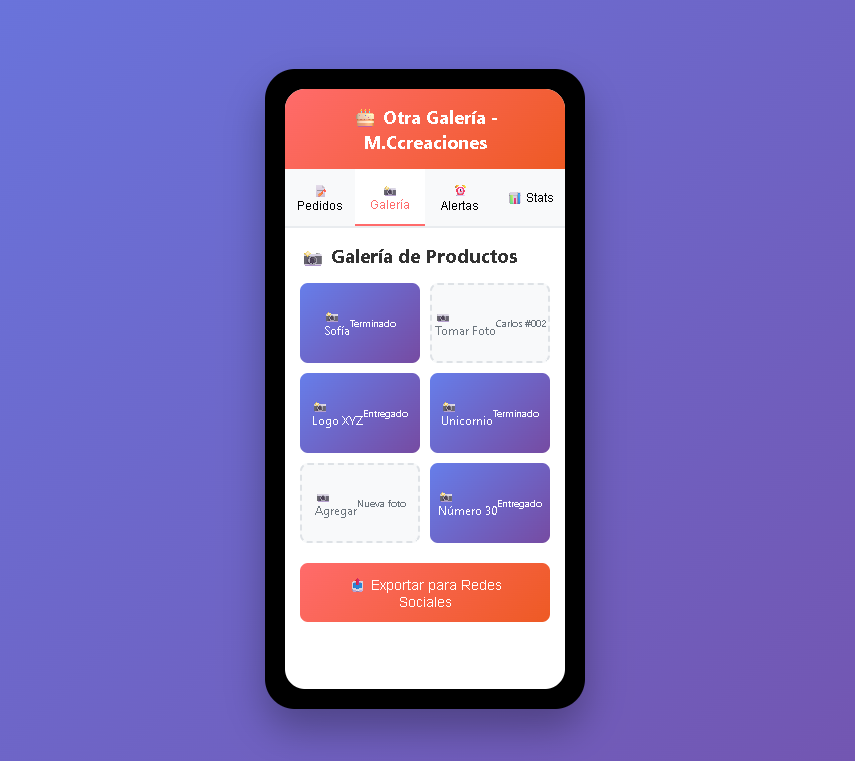 🎂 Otra Galería -
M.Ccreaciones
📝
Pedidos
📸
Galería
⏰
Alertas
📊 Stats
📸 Galería de Productos
📸
Sofía
Terminado
📷
Tomar Foto
Carlos #002
📸
Logo XYZ
Entregado
📸
Unicornio
Terminado
📷
Agregar
Nueva foto
📸
Número 30
Entregado
📤 Exportar para Redes
Sociales